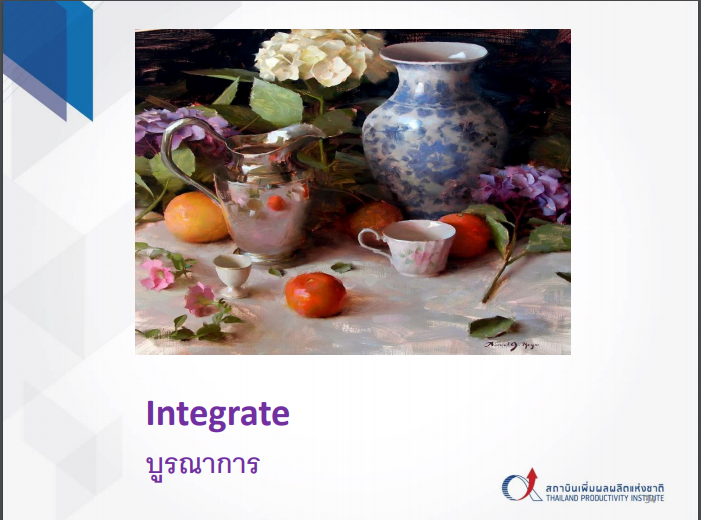 Integrate
บูรณาการ
สถาบันเพิ่มผลผลิตแห่งชาติ
THAILAND PRODUCTIVITY INSTITUTE